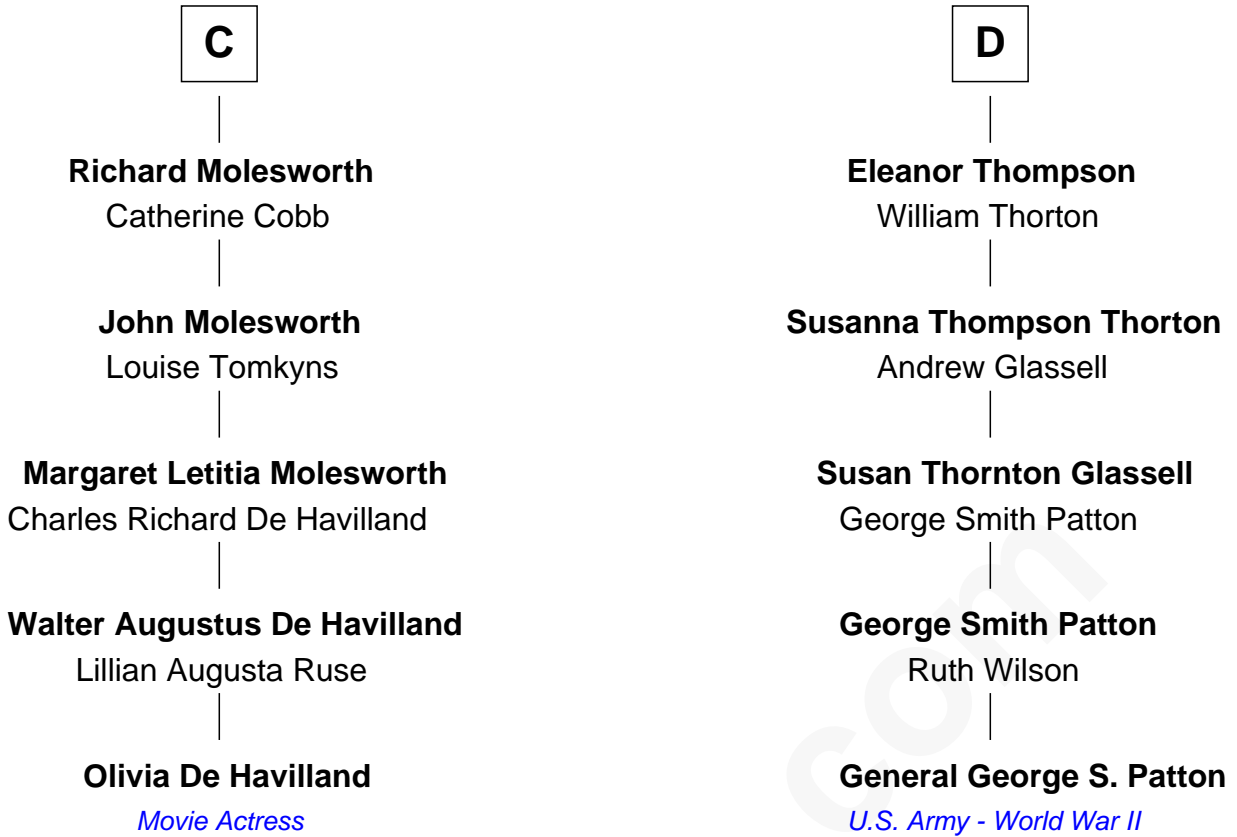 C
Richard Molesworth
Catherine Cobb
John Molesworth
Louise Tomkyns
Margaret Letitia Molesworth
Charles Richard De Havilland
Walter Augustus De Havilland
Lillian Augusta Ruse
Olivia De Havilland
Movie Actress
D
Eleanor Thompson
William Thorton
Susanna Thompson Thorton
Andrew Glassell
Susan Thornton Glassell
George Smith Patton
George Smith Patton
Ruth Wilson
General George S. Patton
U.S. Army - World War II
com